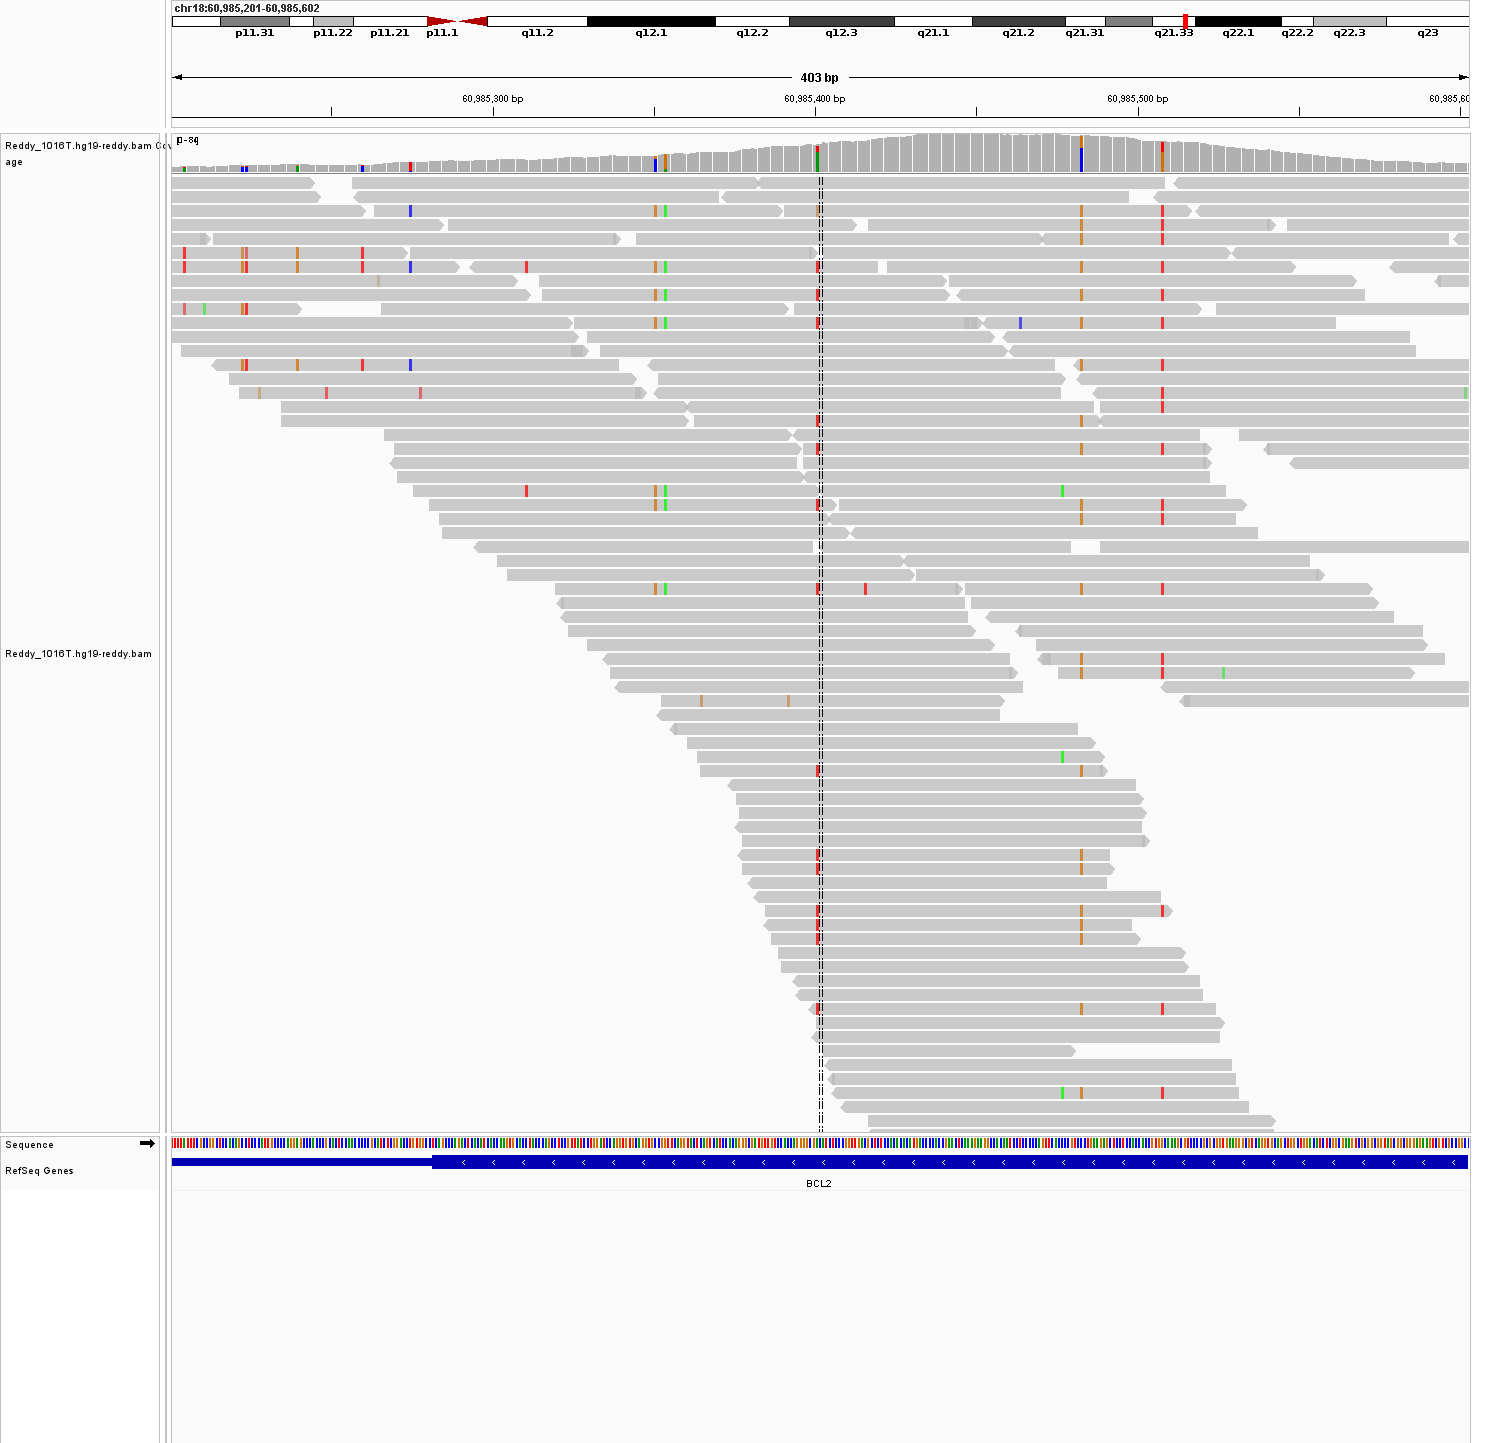 chr18:60,985,201-60,985,602
p11.31 p11.22 p11.21 p11.1 q11.2 q12.1 q12.2 q12.3 q21.1 q21.2 q21.31 q21.33 q22.1 q22.2 q22.3 q23
403 bp
60,985,300 bp 60,985,400 bp 60,985,500 bp 60,985,60
Reddy_1016T.hg19-reddy.bam Cov
age
Reddy_1016T.hg19-reddy.bam
Sequence
RefSeq Genes
BCL2